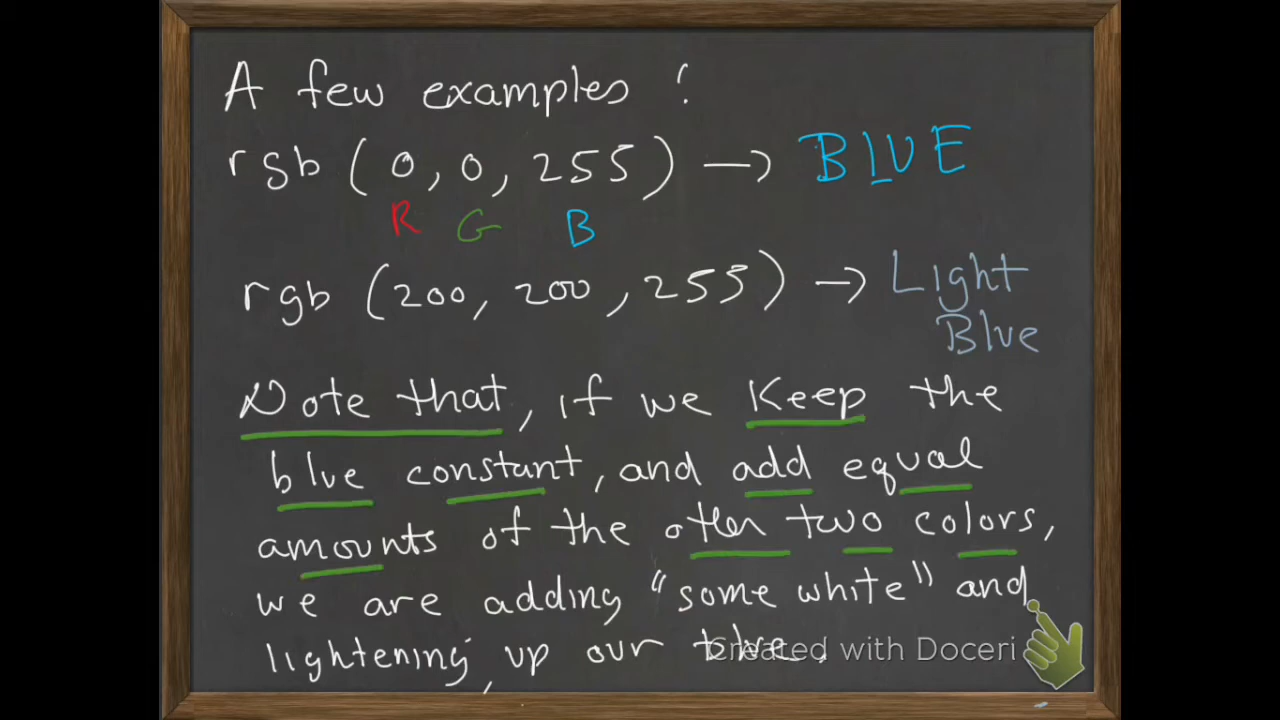 A few examples :
rgb ( 0, 0, 255 ) → BLUE
R G B
rgb ( 200, 200, 255 ) → Light
Blue
Note that, if we Keep the
blue constant, and add equal
amounts of the other two colors,
we are adding "some white" and
lightening up our blue.
Created with Doceri